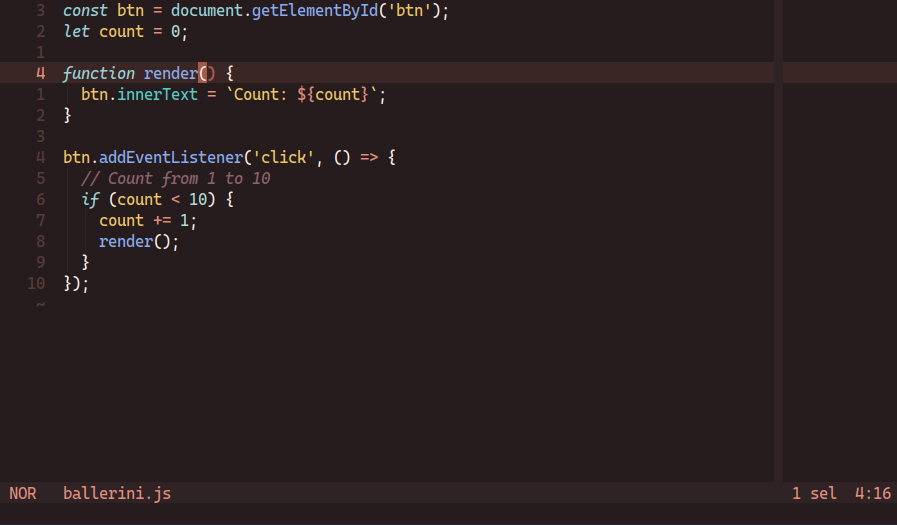 3 const btn = document.getElementById('btn');
2 let count = 0;
1
4 function render() {
1   btn.innerText = `Count: ${count}`;
2 }
3
4 btn.addEventListener('click', () => {
5   // Count from 1 to 10
6   if (count < 10) {
7     count += 1;
8     render();
9   }
10 });
~
NOR ballerini.js 1 sel 4:16